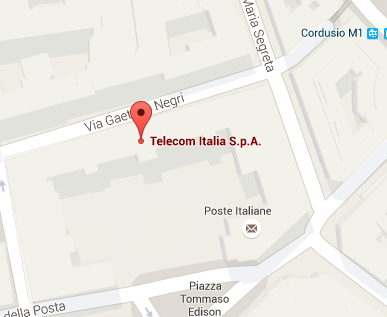 Cordusio M1
Maria Segreta
Via Gaet Negri
Telecom Italia S.p.A.
Poste Italiane
della Posta
Piazza
Tommaso
Edison